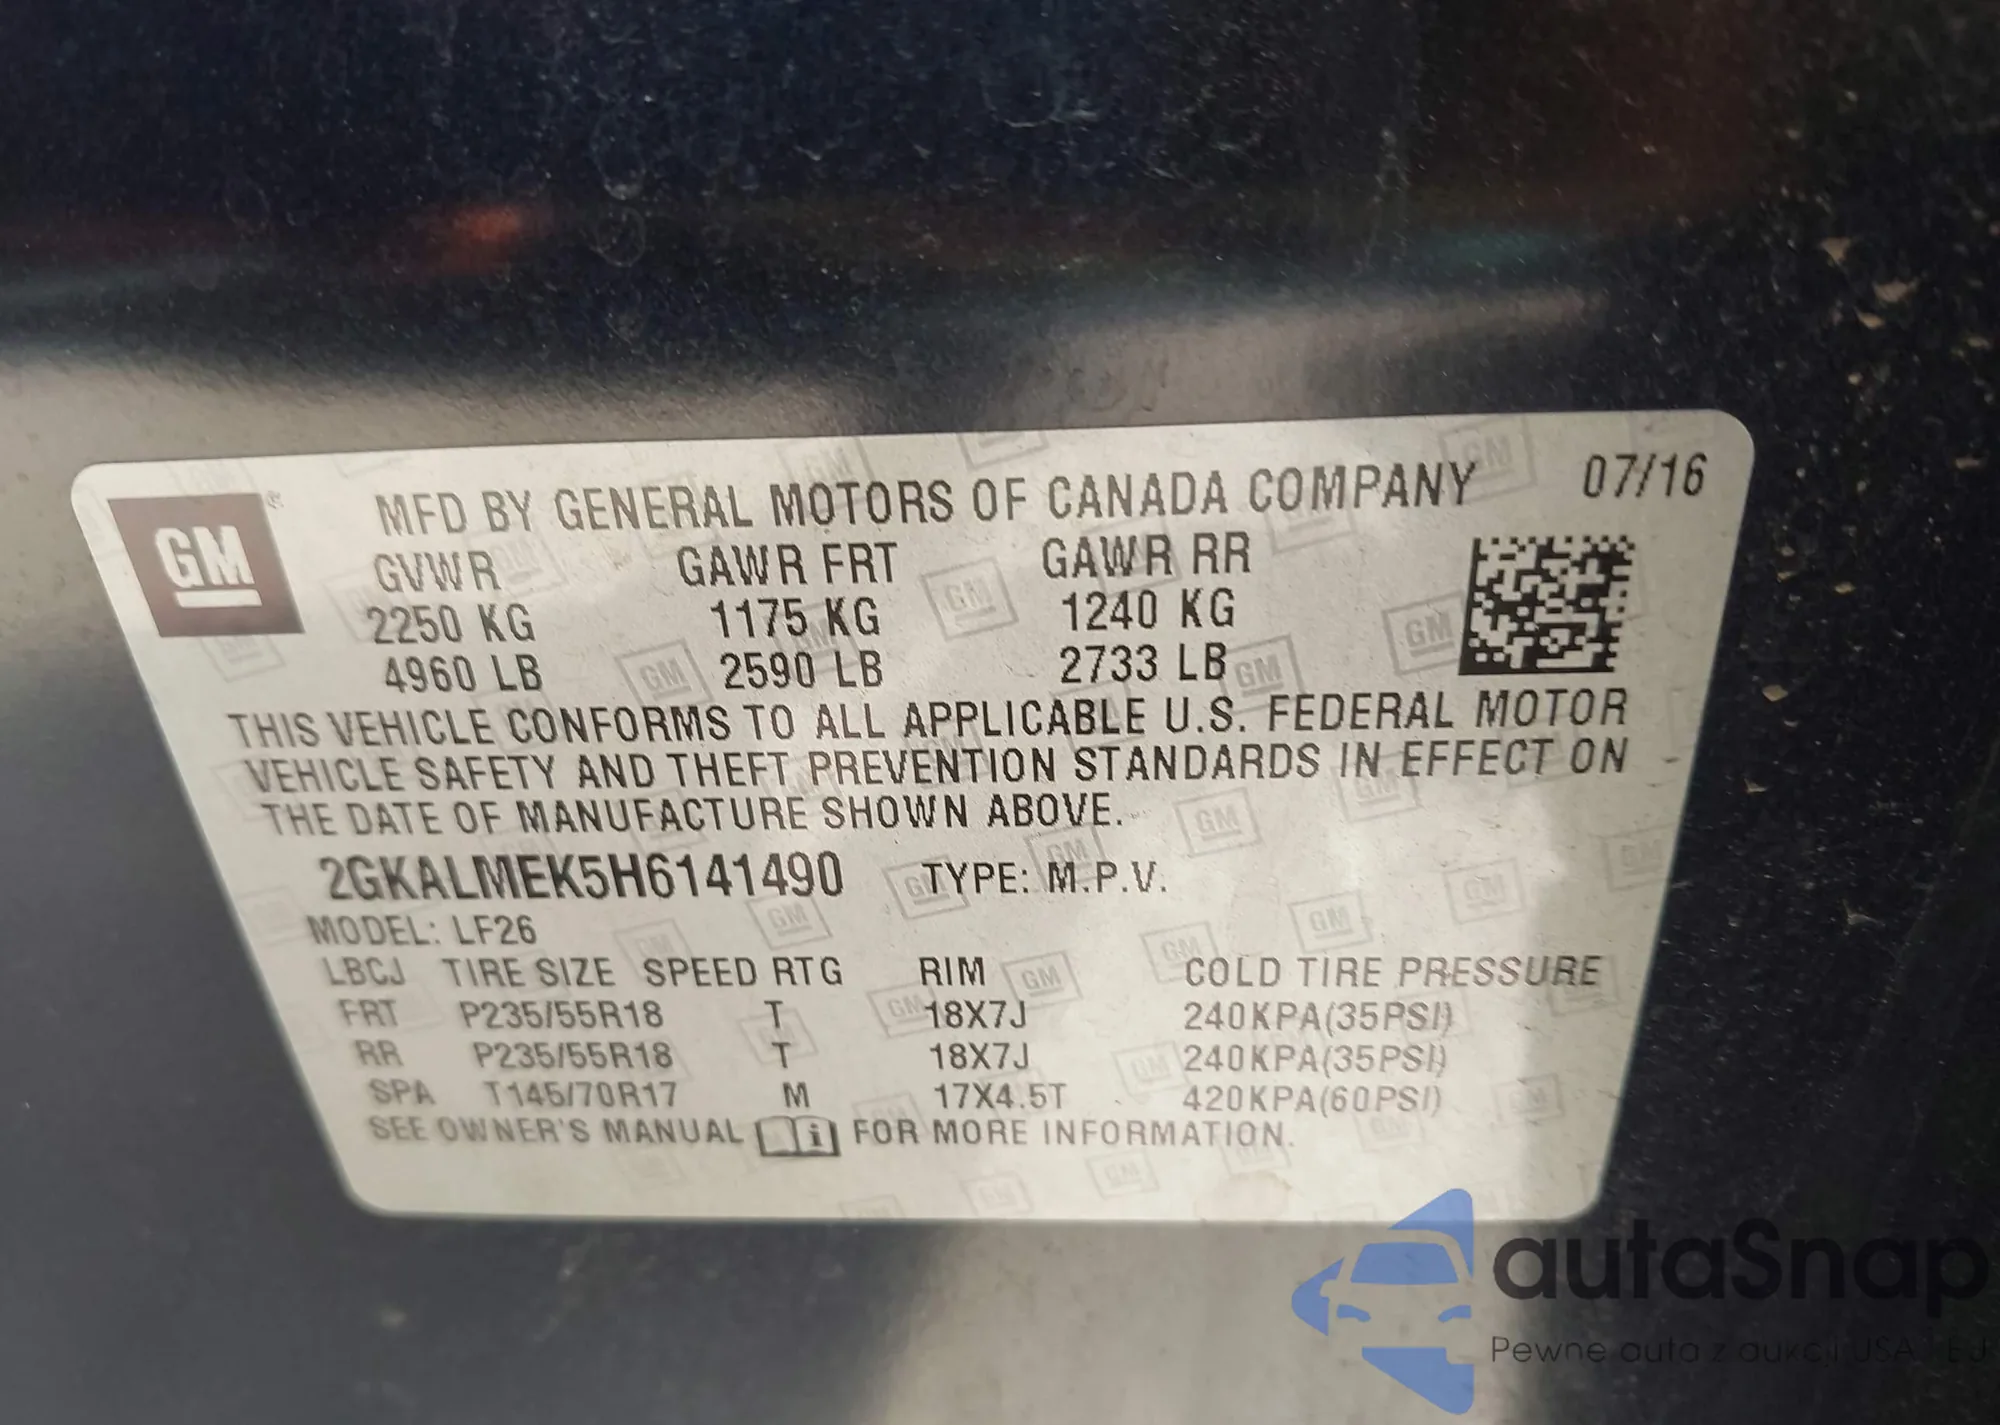 GM ®
MFD BY GENERAL MOTORS OF CANADA COMPANY 07/16
GVWR GAWR FRT GAWR RR
2250 KG 1175 KG 1240 KG
4960 LB 2590 LB 2733 LB
THIS VEHICLE CONFORMS TO ALL APPLICABLE U.S. FEDERAL MOTOR
VEHICLE SAFETY AND THEFT PREVENTION STANDARDS IN EFFECT ON
THE DATE OF MANUFACTURE SHOWN ABOVE.
2GKALMEK5H6141490 TYPE: M.P.V.
MODEL: LF26
LBCJ TIRE SIZE SPEED RTG RIM COLD TIRE PRESSURE
FRT P235/55R18 T 18X7J 240KPA(35PSI)
RR P235/55R18 T 18X7J 240KPA(35PSI)
SPA T145/70R17 M 17X4.5T 420KPA(60PSI)
SEE OWNER'S MANUAL i FOR MORE INFORMATION.
autaSnap
Pewne auta z aukcji USA